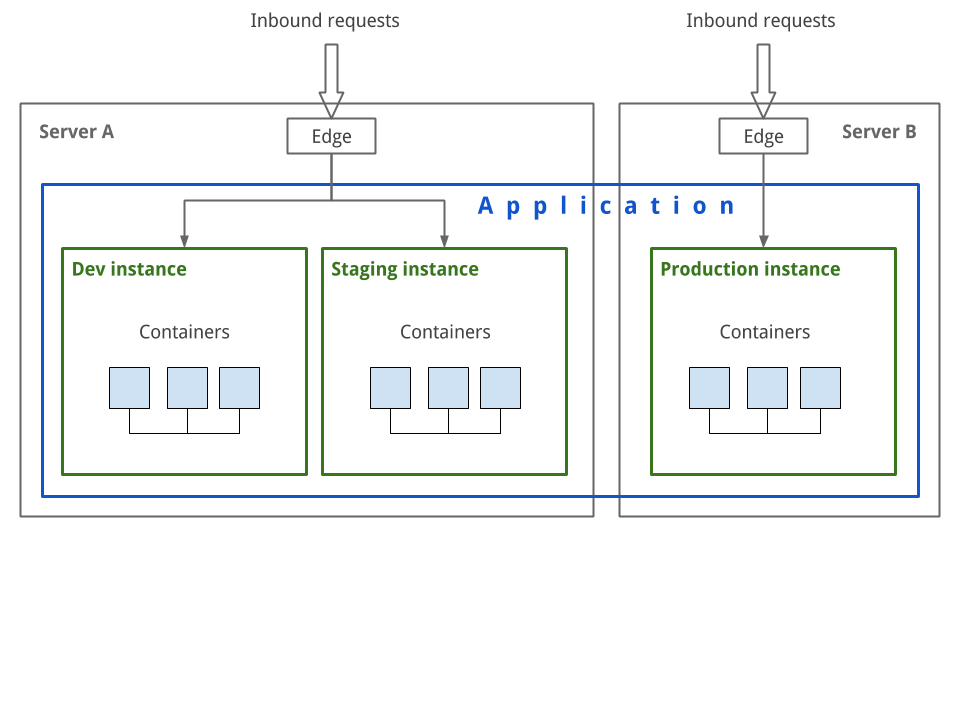 Inbound requests
Inbound requests
Server A
Edge
Edge
Server B
Application
Dev instance
Staging instance
Production instance
Containers
Containers
Containers